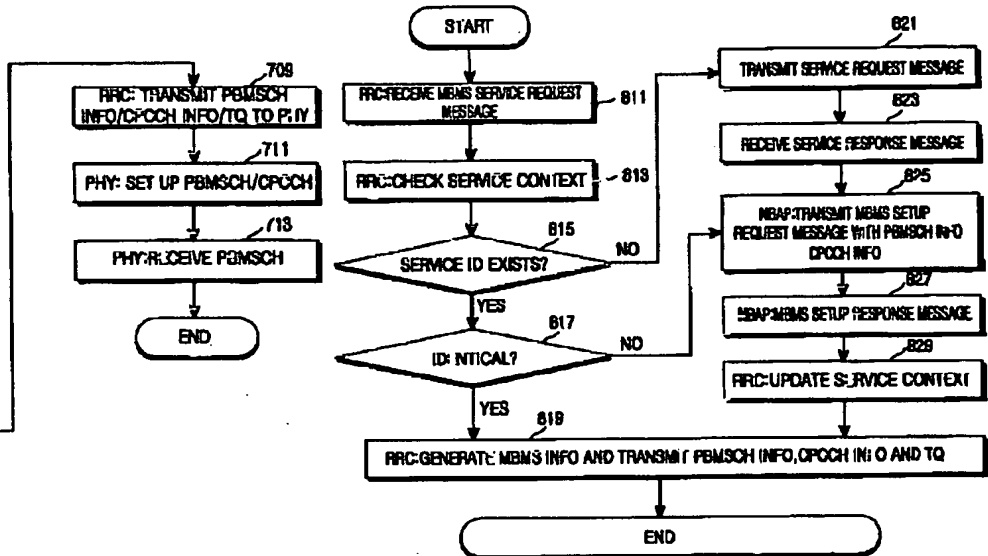 709
RRC: TRANSMIT PBMSCH
INFO/CPCCH INFO/TQ TO PHY
711
PHY: SET UP PBMSCH/CPCCH
713
PHY:RECEIVE PBMSCH
END
START
RRC:RECEIVE MBMS SERVICE REQUEST
MESSAGE
811
RRC:CHECK SERVICE CONTEXT
813
815
SERVICE ID EXISTS?
NO
YES
817
IDENTICAL?
NO
YES
821
TRANSMIT SERVICE REQUEST MESSAGE
823
RECEIVE SERVICE RESPONSE MESSAGE
825
NBAP:TRANSMIT MBMS SETUP
REQUEST MESSAGE WITH PBMSCH INFO
CPCCH INFO
827
NBAP:MBMS SETUP RESPONSE MESSAGE
829
RRC:UPDATE SERVICE CONTEXT
819
RRC:GENERATE MBMS INFO AND TRANSMIT PBMSCH INFO,CPCCH INFO AND TQ
END